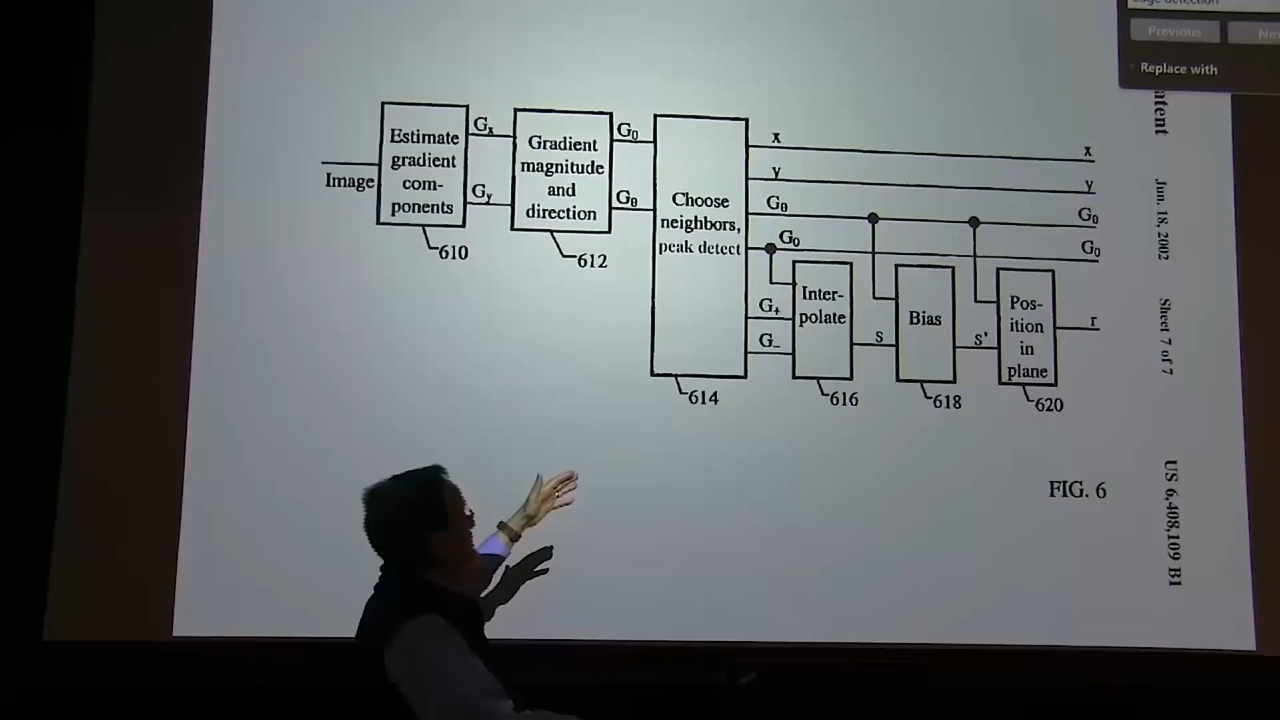 Previous
Replace with
Image
Estimate
gradient
com-
ponents
610
Gx
Gy
Gradient
magnitude
and
direction
612
G0
Gθ
Choose
neighbors,
peak detect
614
x
y
Gθ
G0
G+
G-
Inter-
polate
616
s
Bias
618
s'
Pos-
ition
in
plane
620
x
y
Gθ
G0
r
FIG. 6
Jun. 18, 2002
Sheet 7 of 7
US 6,408,109 B1